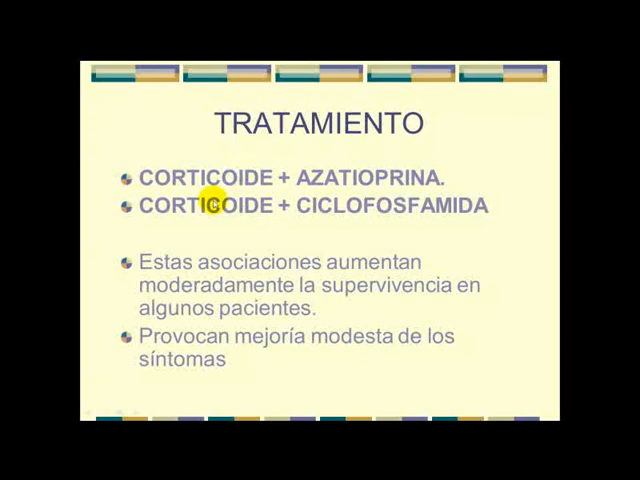 TRATAMIENTO
CORTICOIDE + AZATIOPRINA.
CORTICOIDE + CICLOFOSFAMIDA
Estas asociaciones aumentan
moderadamente la supervivencia en
algunos pacientes.
Provocan mejoría modesta de los
síntomas